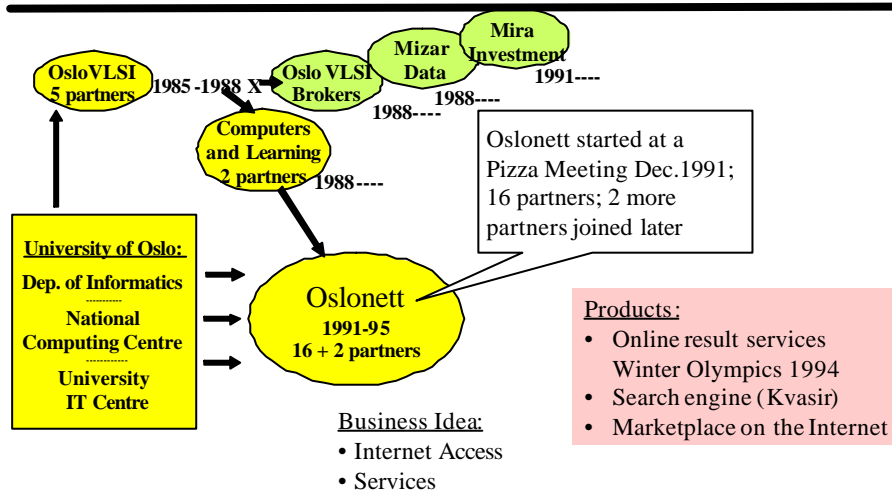 Mira
Investment
1991----
Mizar
Data
1988----
Oslo VLSI
Brokers
1988----
OsloVLSI
5 partners
1985 -1988 X
Computers
and Learning
2 partners
1988 ----
Oslonett started at a
Pizza Meeting Dec.1991;
16 partners; 2 more
partners joined later
University of Oslo:
Dep. of Informatics
-----------
National
Computing Centre
------------
University
IT Centre
Oslonett
1991-95
16 + 2 partners
Business Idea:
• Internet Access
• Services
Products:
• Online result services
Winter Olympics 1994
• Search engine (Kvasir)
• Marketplace on the Internet